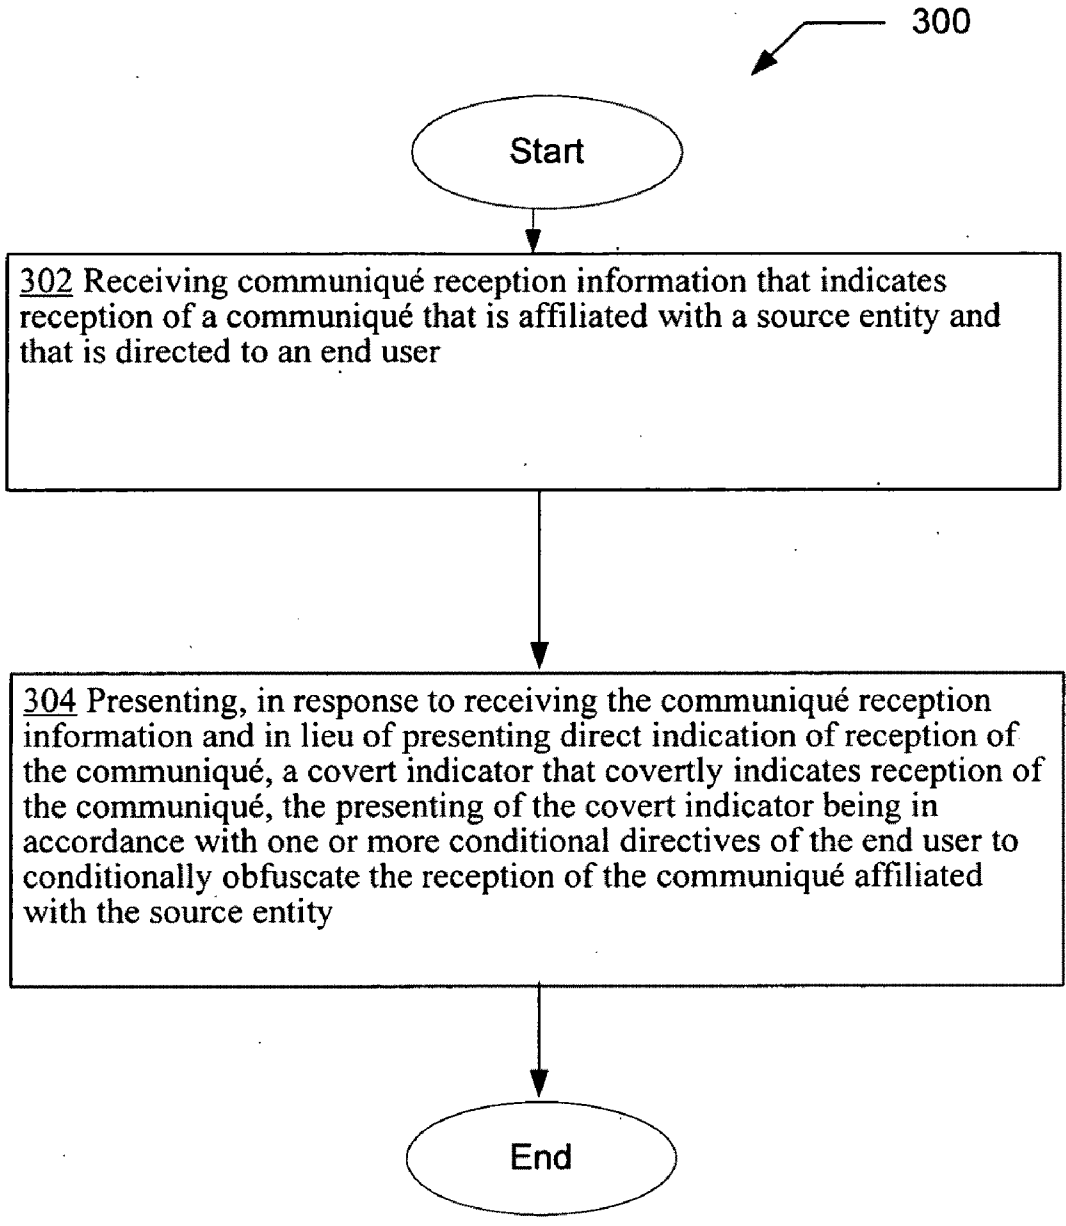 300
Start
302 Receiving communiqué reception information that indicates
reception of a communiqué that is affiliated with a source entity and
that is directed to an end user
304 Presenting, in response to receiving the communiqué reception
information and in lieu of presenting direct indication of reception of
the communiqué, a covert indicator that covertly indicates reception of
the communiqué, the presenting of the covert indicator being in
accordance with one or more conditional directives of the end user to
conditionally obfuscate the reception of the communiqué affiliated
with the source entity
End